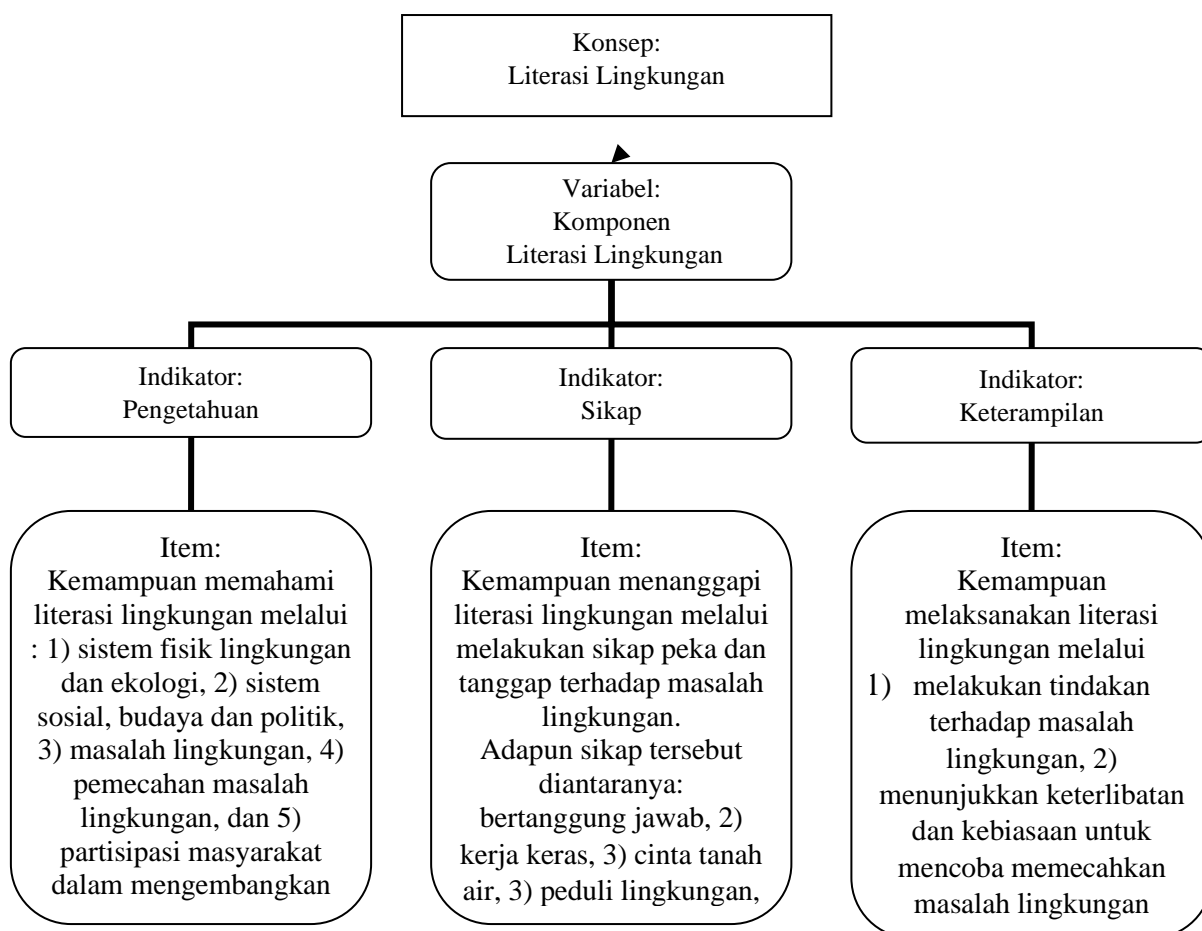 Konsep:
Literasi Lingkungan
Variabel:
Komponen
Literasi Lingkungan
Indikator:
Pengetahuan
Indikator:
Sikap
Indikator:
Keterampilan
Item:
Kemampuan memahami
literasi lingkungan melalui
: 1) sistem fisik lingkungan
dan ekologi, 2) sistem
sosial, budaya dan politik,
3) masalah lingkungan, 4)
pemecahan masalah
lingkungan, dan 5)
partisipasi masyarakat
dalam mengembangkan
Item:
Kemampuan menanggapi
literasi lingkungan melalui
melakukan sikap peka dan
tanggap terhadap masalah
lingkungan.
Adapun sikap tersebut
diantaranya:
bertanggung jawab, 2)
kerja keras, 3) cinta tanah
air, 3) peduli lingkungan,
Item:
Kemampuan
melaksanakan literasi
lingkungan melalui
1) melakukan tindakan
terhadap masalah
lingkungan, 2)
menunjukkan keterlibatan
dan kebiasaan untuk
mencoba memecahkan
masalah lingkungan